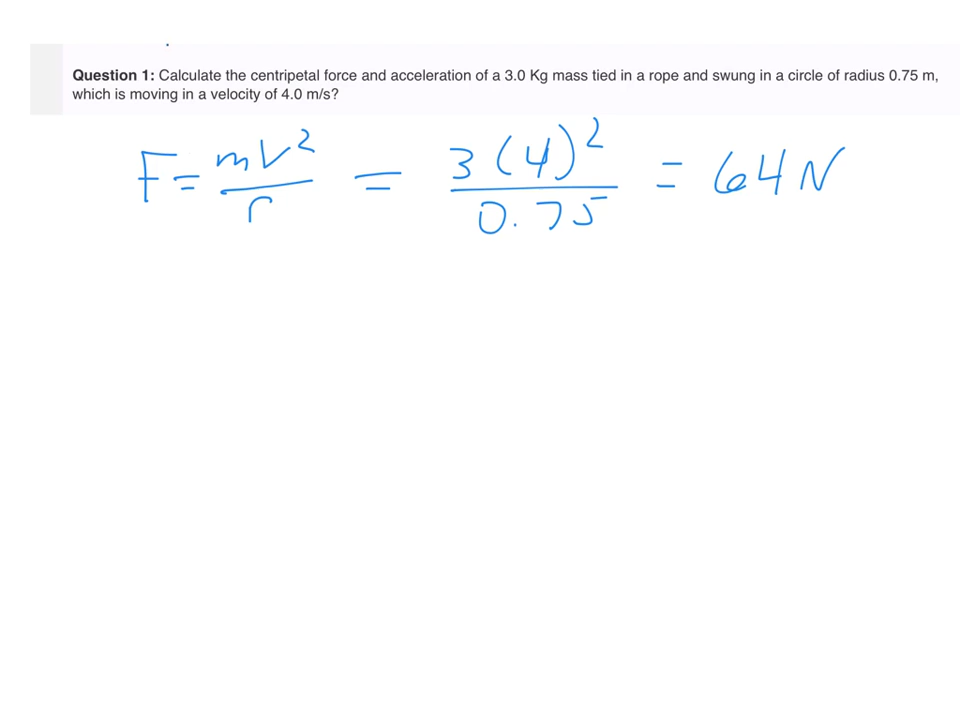 Question 1: Calculate the centripetal force and acceleration of a 3.0 Kg mass tied in a rope and swung in a circle of radius 0.75 m,
which is moving in a velocity of 4.0 m/s?
F = mv²/r = 3(4)²/0.75 = 64 N